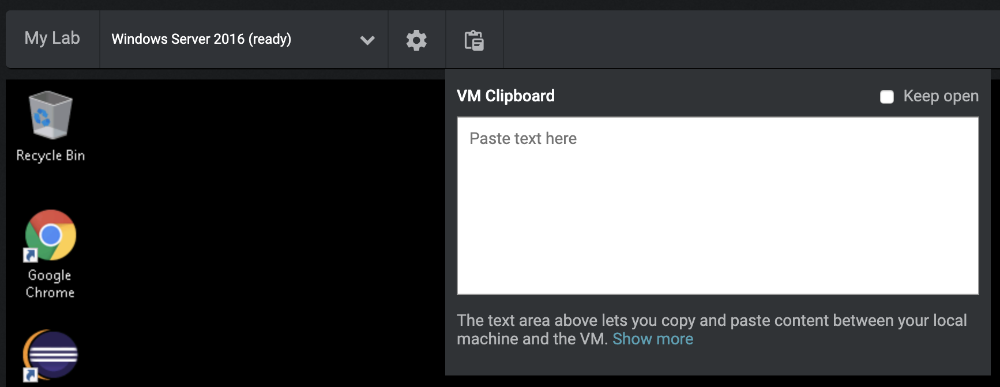 My Lab
Windows Server 2016 (ready)
VM Clipboard
Keep open
Paste text here
Recycle Bin
Google
Chrome
The text area above lets you copy and paste content between your local
machine and the VM. Show more